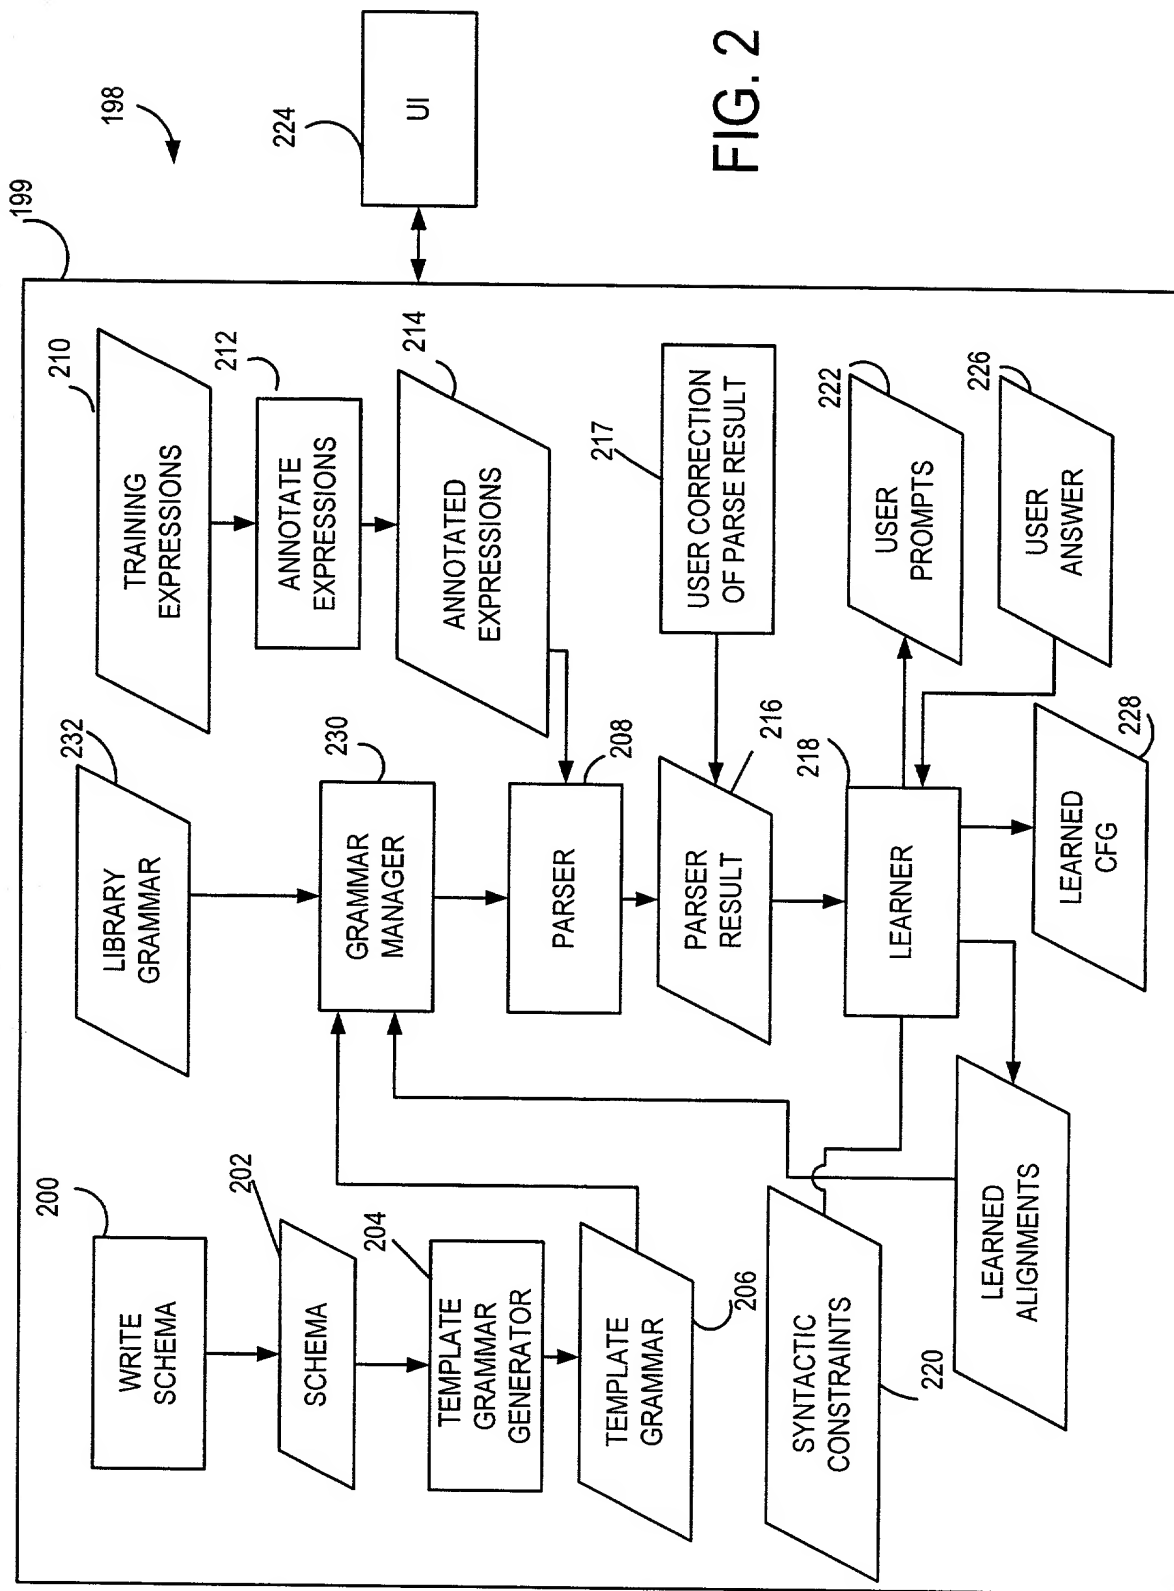 198
199
224
UI
FIG. 2
200
WRITE
SCHEMA
202
SCHEMA
204
TEMPLATE
GRAMMAR
GENERATOR
TEMPLATE
GRAMMAR
206
SYNTACTIC
CONSTRAINTS
220
LEARNED
ALIGNMENTS
232
LIBRARY
GRAMMAR
230
GRAMMAR
MANAGER
208
PARSER
216
PARSER
RESULT
218
LEARNER
228
LEARNED
CFG
210
TRAINING
EXPRESSIONS
212
ANNOTATE
EXPRESSIONS
214
ANNOTATED
EXPRESSIONS
217
USER CORRECTION
OF PARSE RESULT
222
USER
PROMPTS
226
USER
ANSWER